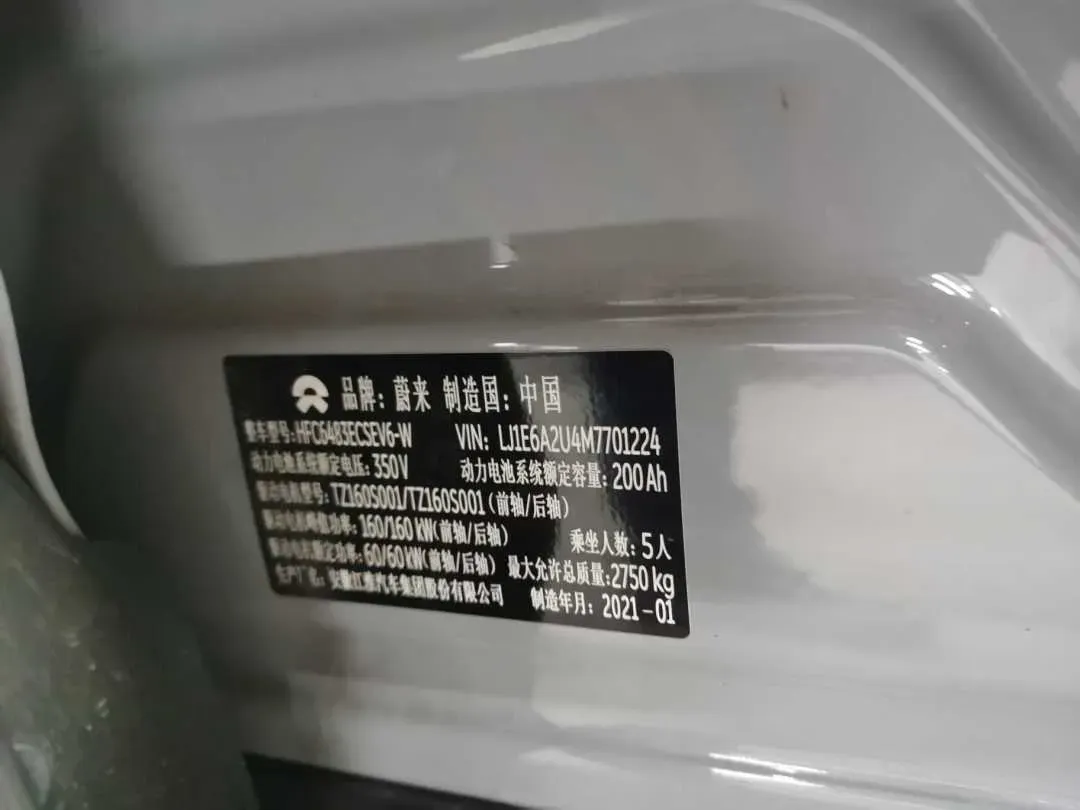 品牌: 蔚来 制造国: 中国
整车型号: HFC6483ECSEV6-W VIN: LJ1E6A2U4M7701224
动力电池系统额定电压: 350V 动力电池系统额定容量: 200Ah
驱动电机型号: TZ160S001/TZ160S001 (前轴/后轴)
驱动电机峰值功率: 160/160 kW(前轴/后轴) 乘坐人数: 5人
驱动电机额定功率: 60/60 kW(前轴/后轴) 最大允许总质量: 2750 kg
生产厂名: 安徽江淮汽车集团股份有限公司 制造年月: 2021-01